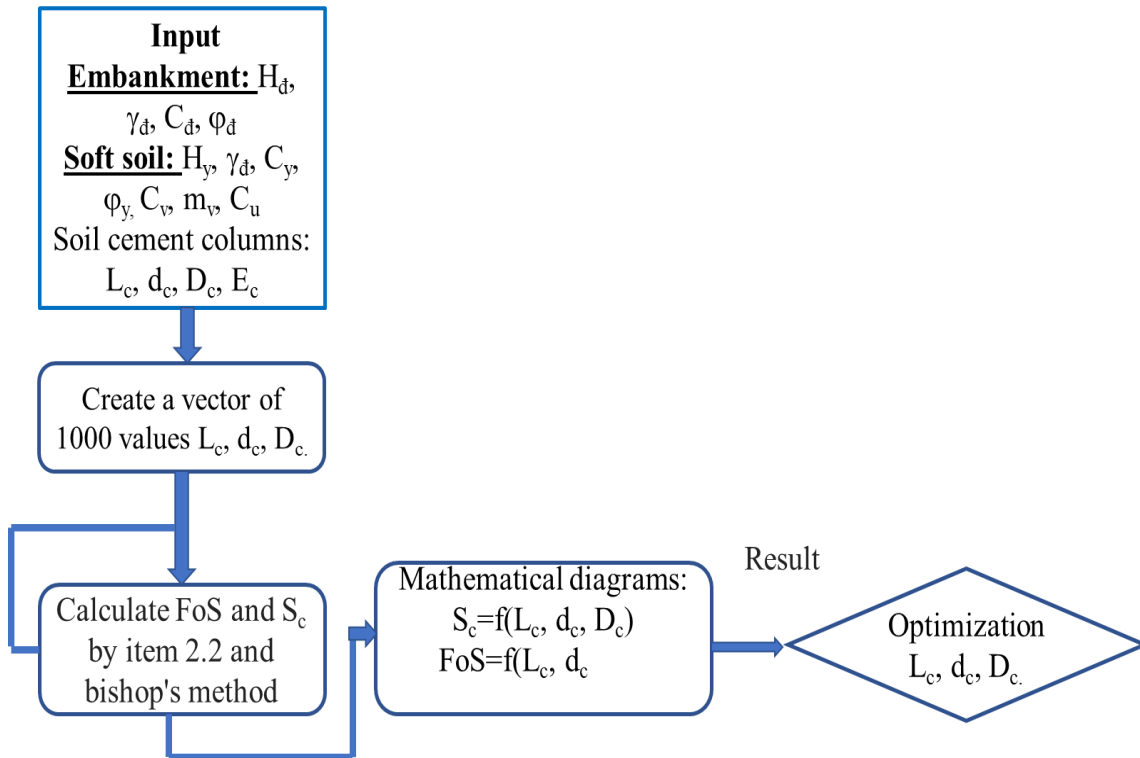 Input
Embankment: Hđ,
γđ, Cđ, φđ
Soft soil: Hy, γđ, Cy,
φy, Cv, mv, Cu
Soil cement columns:
Lc, dc, Dc, Ec
Create a vector of
1000 values Lc, dc, Dc.
Calculate FoS and Sc
by item 2.2 and
bishop's method
Mathematical diagrams:
Sc=f(Lc, dc, Dc)
FoS=f(Lc, dc
Result
Optimization
Lc, dc, Dc.